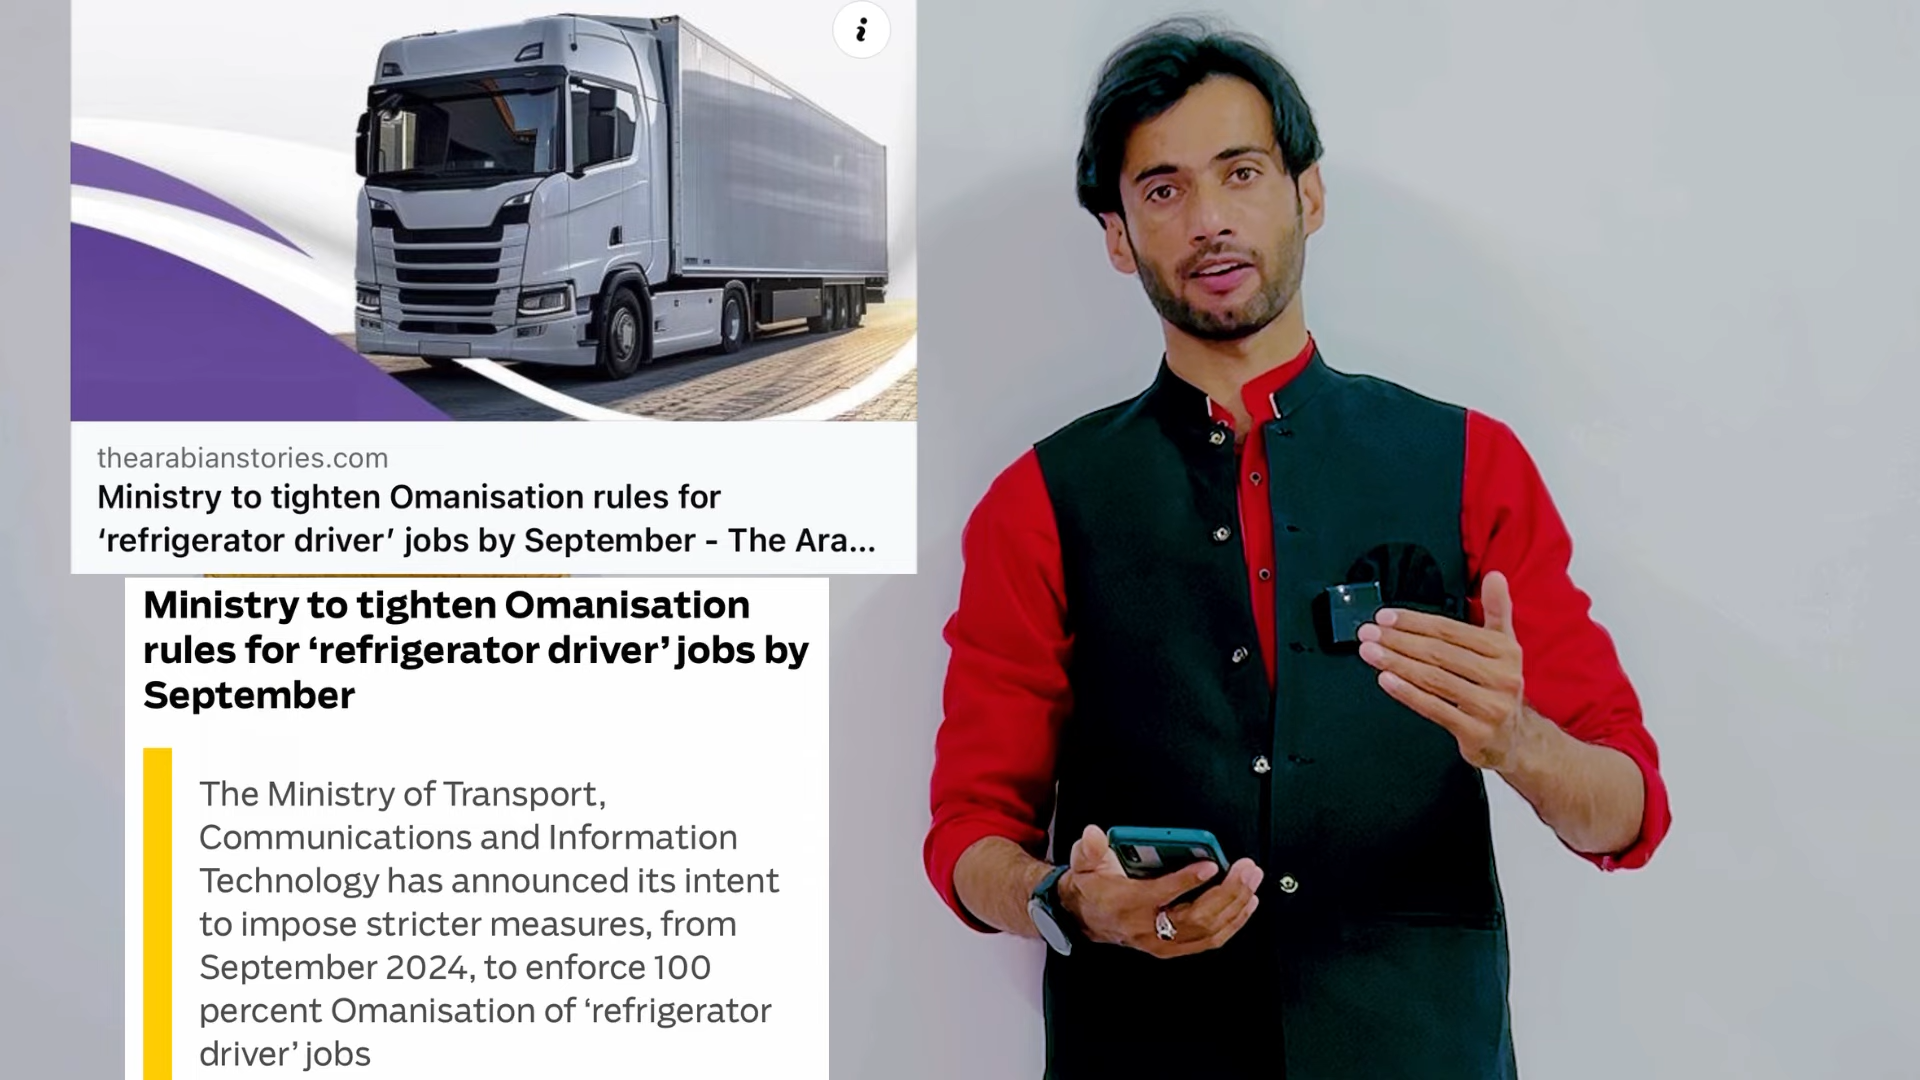 i
thearabianstories.com
Ministry to tighten Omanisation rules for
‘refrigerator driver’ jobs by September - The Ara...
Ministry to tighten Omanisation
rules for ‘refrigerator driver’ jobs by
September
The Ministry of Transport,
Communications and Information
Technology has announced its intent
to impose stricter measures, from
September 2024, to enforce 100
percent Omanisation of ‘refrigerator
driver’ jobs